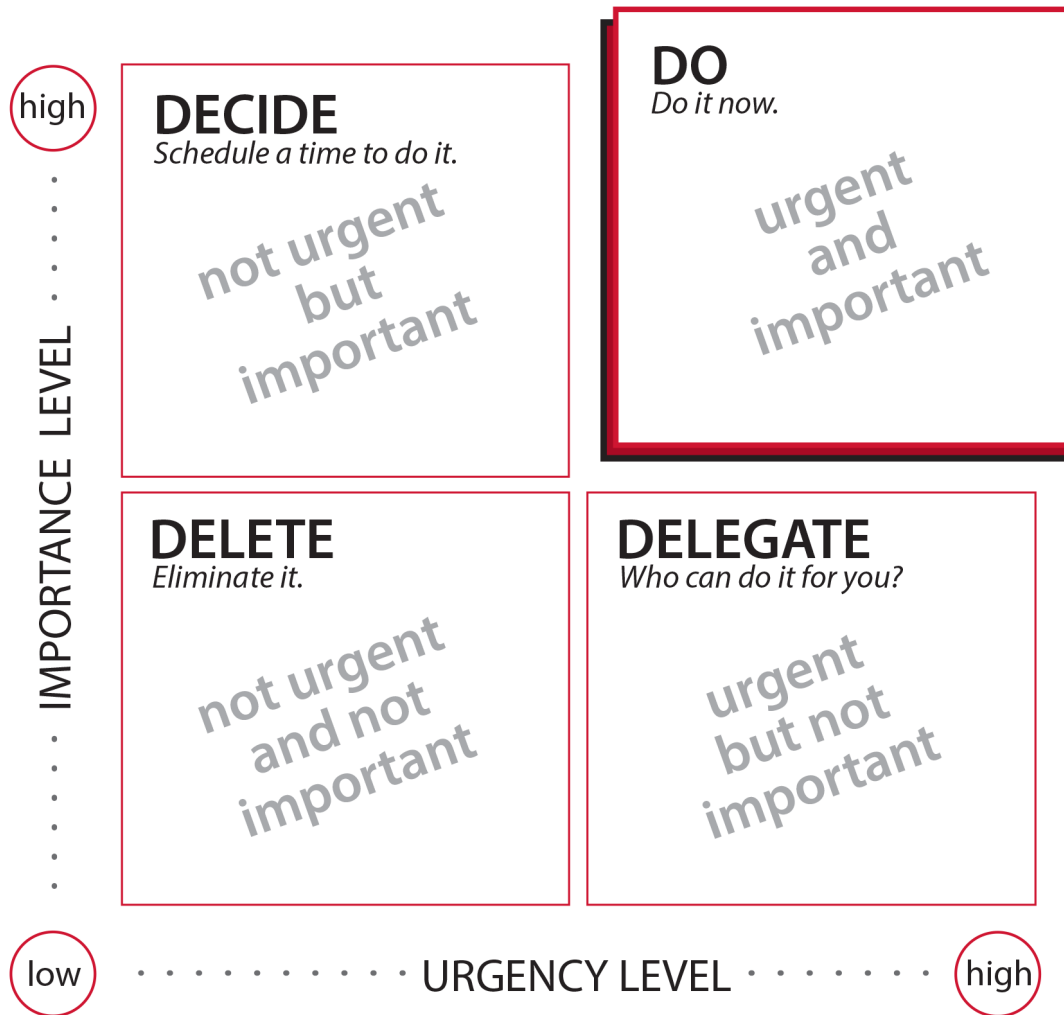 high
DECIDE
Schedule a time to do it.
not urgent
but
important
DO
Do it now.
urgent
and
important
IMPORTANCE LEVEL
DELETE
Eliminate it.
not urgent
and not
important
DELEGATE
Who can do it for you?
urgent
but not
important
low
URGENCY LEVEL
high